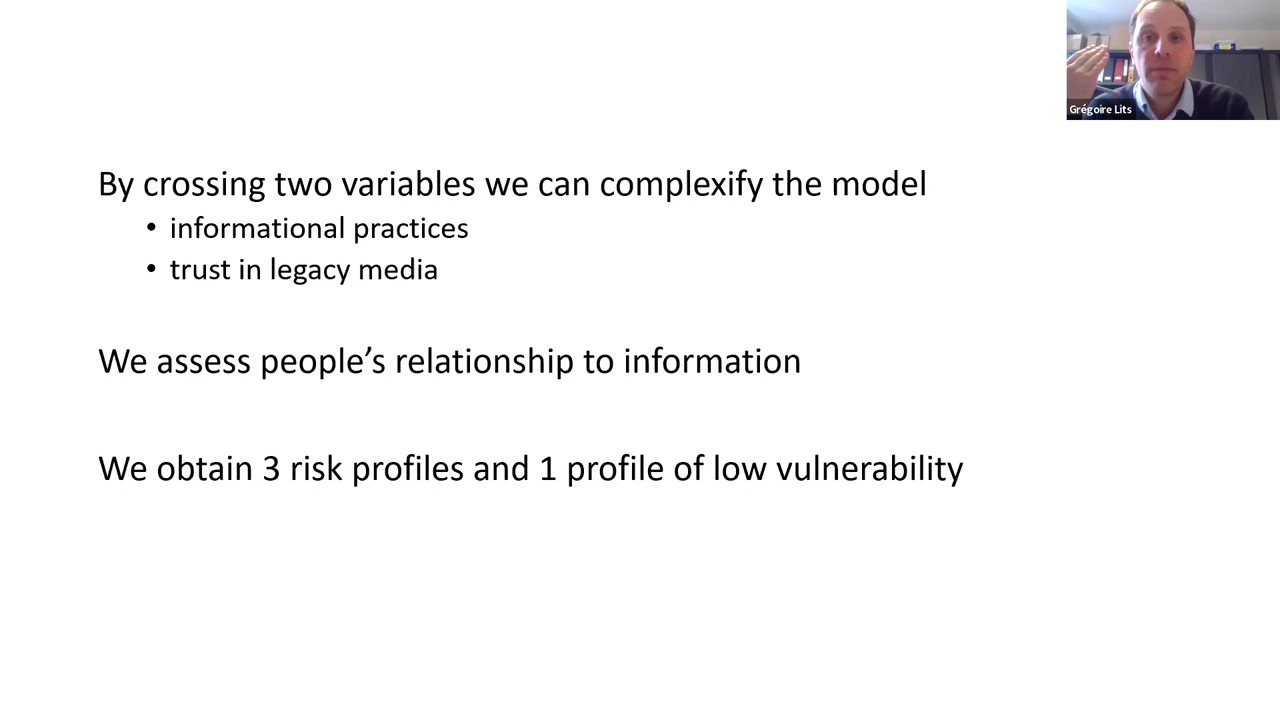 Grégoire Lits
By crossing two variables we can complexify the model
• informational practices
• trust in legacy media
We assess people’s relationship to information
We obtain 3 risk profiles and 1 profile of low vulnerability